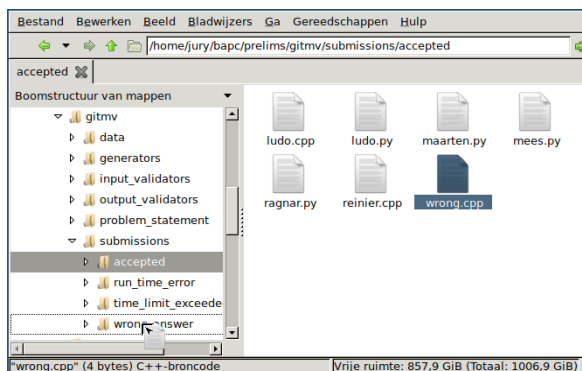 Bestand Bewerken Beeld Bladwijzers Ga Gereedschappen Hulp
/home/jury/bapc/prelims/gitmv/submissions/accepted
accepted
Boomstructuur van mappen
gitmv
data
generators
input_validators
output_validators
problem_statement
submissions
accepted
run_time_error
time_limit_exceede
wrong_answer
ludo.cpp ludo.py maarten.py mees.py
ragnar.py reinier.cpp wrong.cpp
"wrong.cpp" (4 bytes) C++-broncode Vrije ruimte: 857,9 GiB (Totaal: 1006,9 GiB)